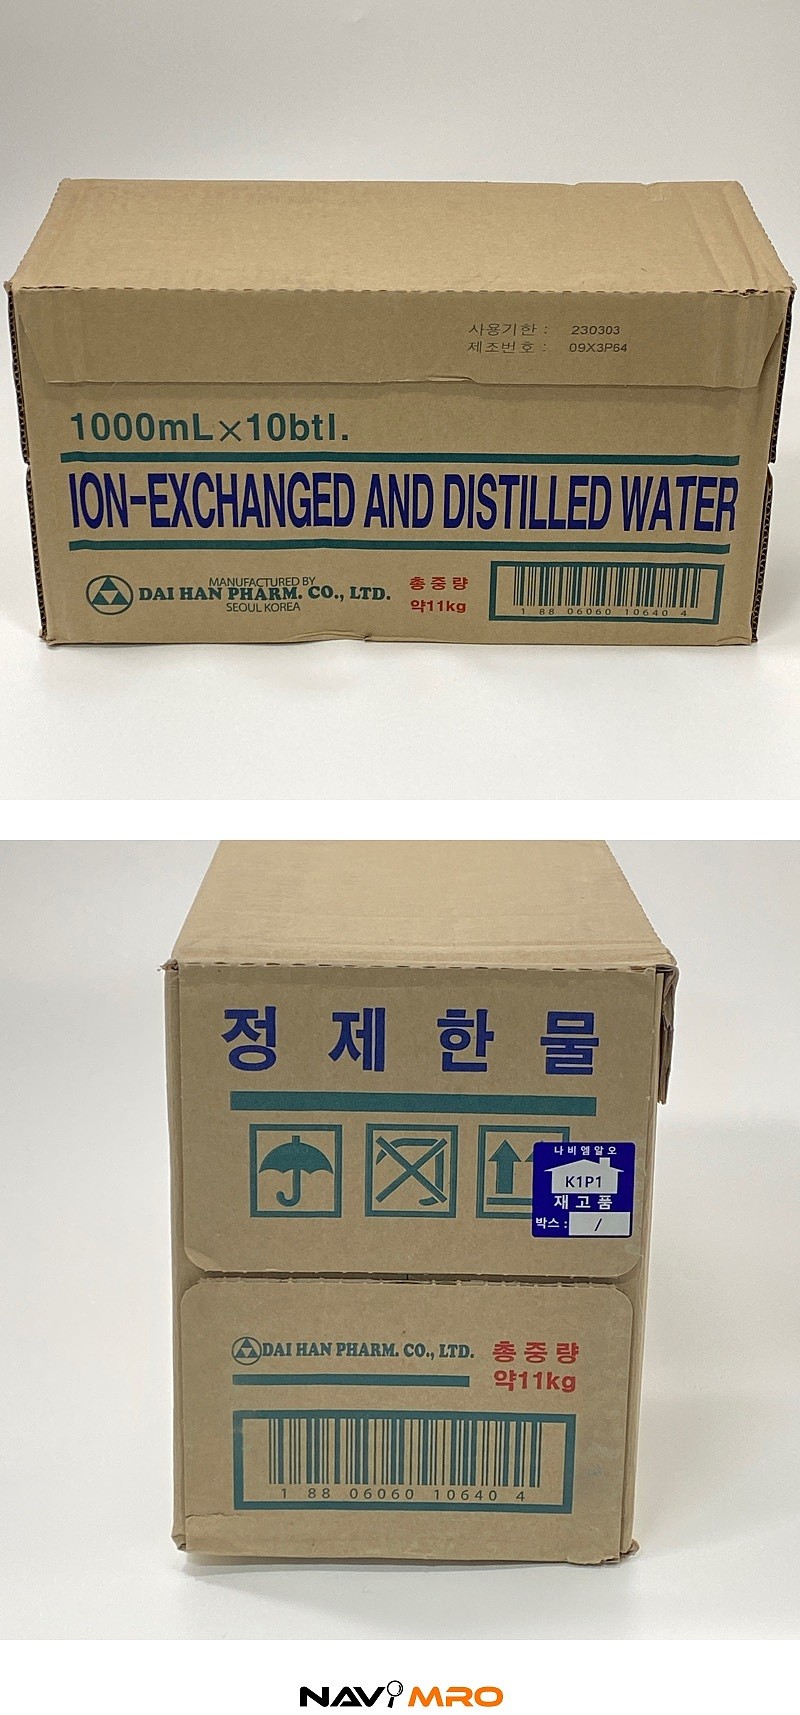 사용기한 : 230303
제조번호 : 09X3P64
1000mL×10btl.
ION-EXCHANGED AND DISTILLED WATER
MANUFACTURED BY
DAI HAN PHARM. CO., LTD.
SEOUL KOREA
총중량
약11kg
1 88 06060 10640 4
정제한물
나비엠알오
K1P1
재고품
박스 : /
DAI HAN PHARM. CO., LTD.
총중량
약11kg
1 88 06060 10640 4
NAVI MRO